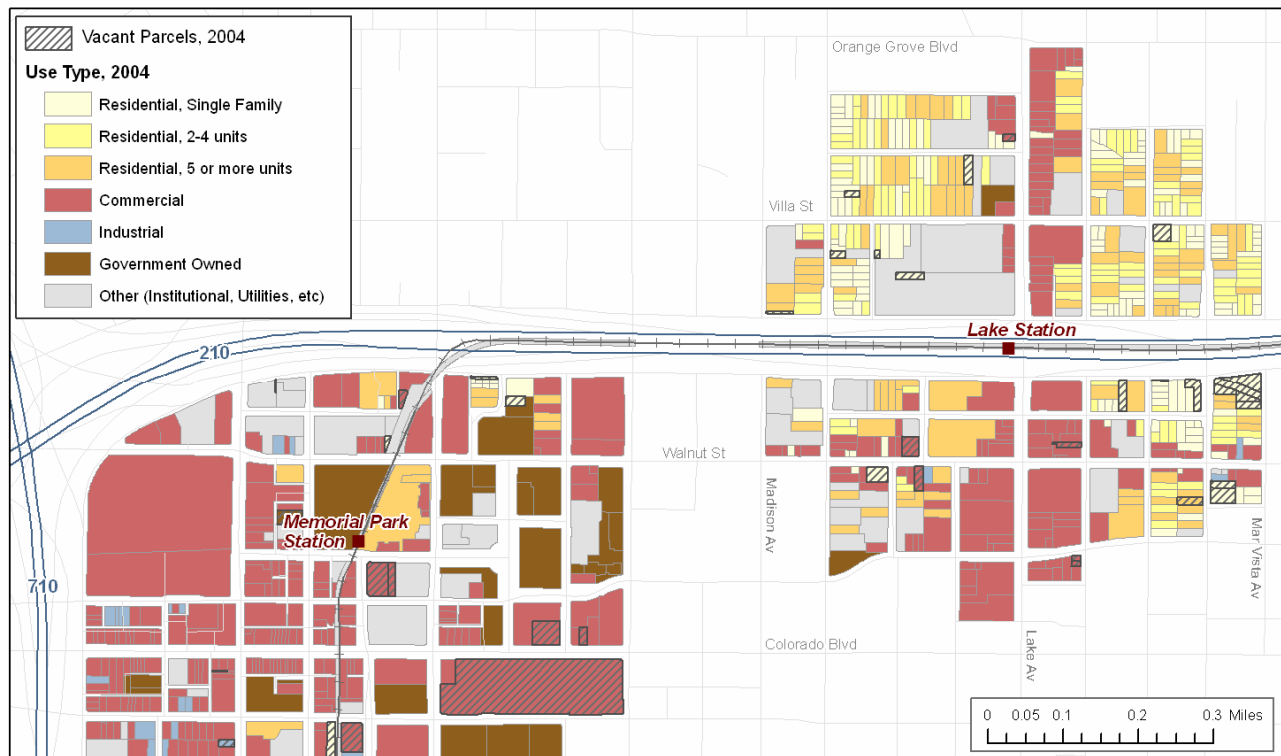 Vacant Parcels, 2004
Use Type, 2004
Residential, Single Family
Residential, 2-4 units
Residential, 5 or more units
Commercial
Industrial
Government Owned
Other (Institutional, Utilities, etc)
Orange Grove Blvd
Villa St
Lake Station
210
Walnut St
Madison Av
Memorial Park
Station
Mar Vista Av
710
Colorado Blvd
Lake Av
0 0.05 0.1 0.2 0.3 Miles